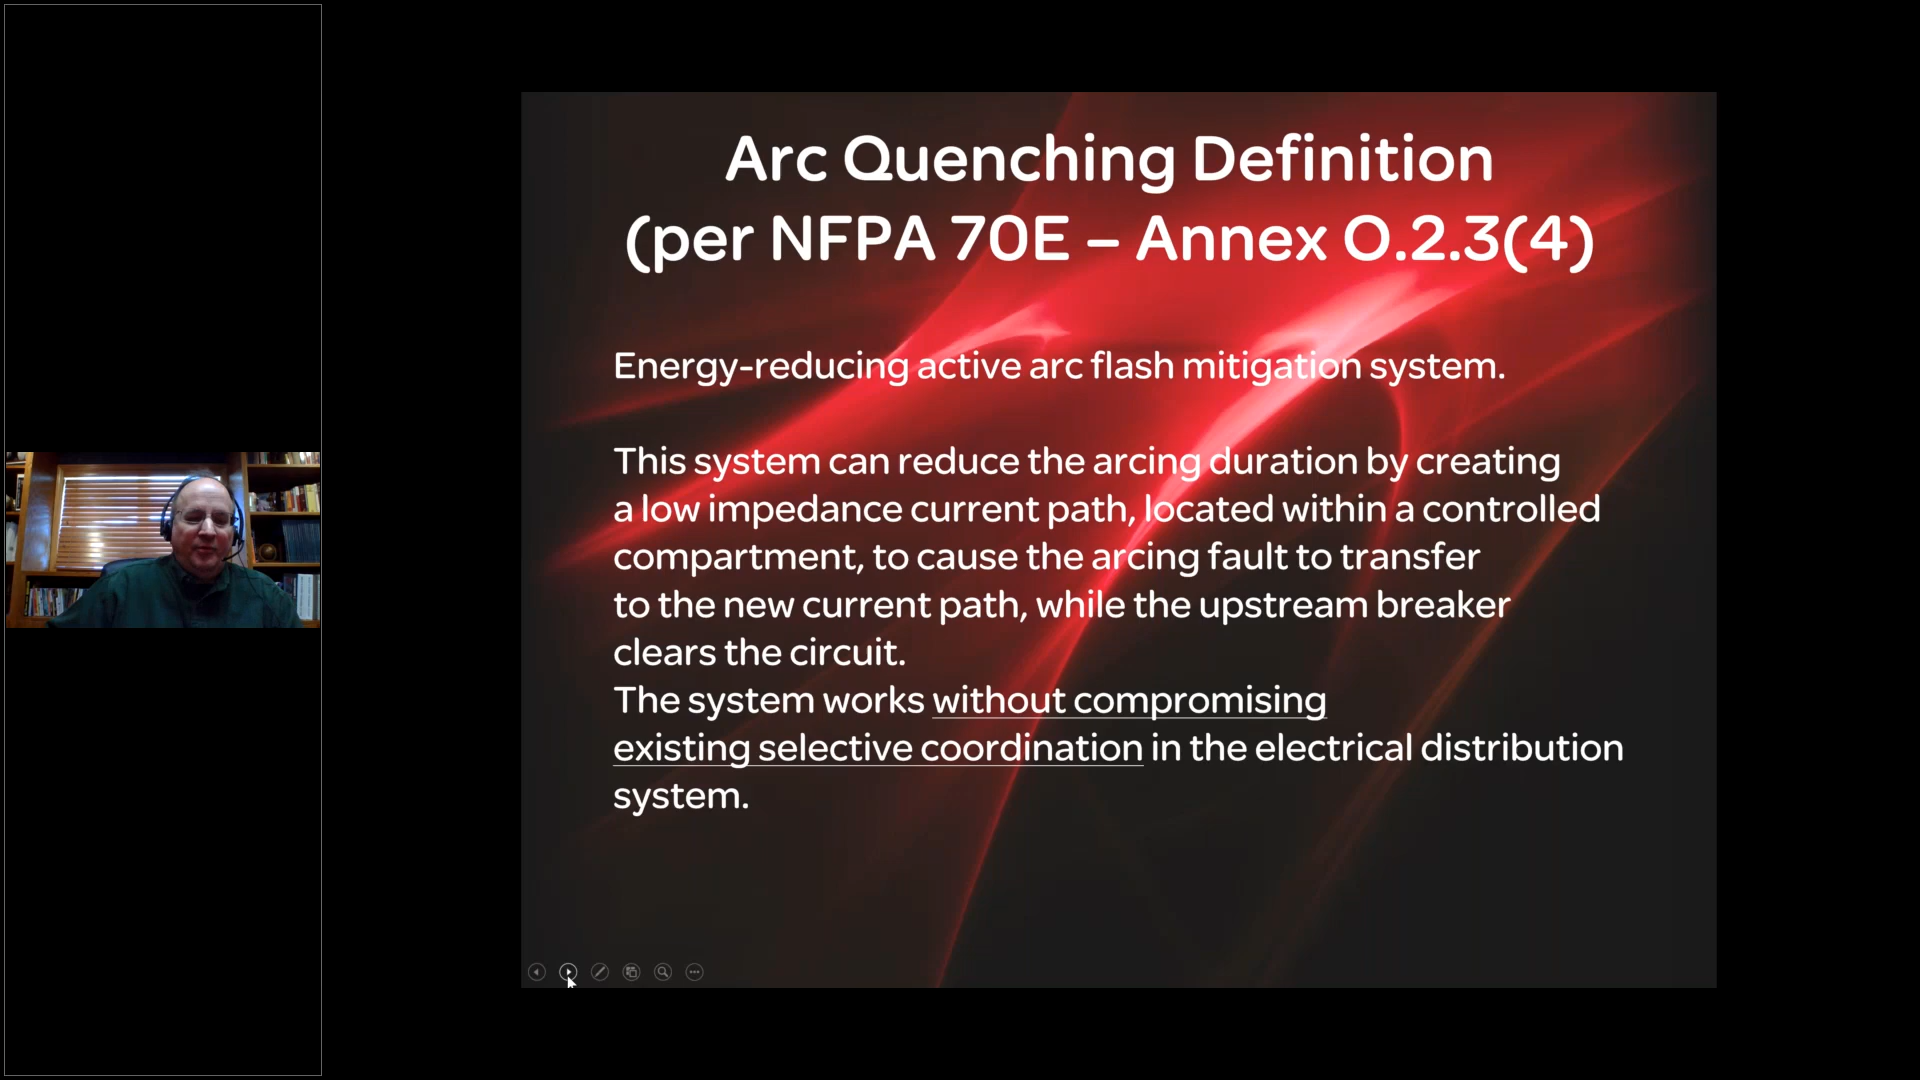 Arc Quenching Definition
(per NFPA 70E – Annex O.2.3(4)
Energy-reducing active arc flash mitigation system.
This system can reduce the arcing duration by creating
a low impedance current path, located within a controlled
compartment, to cause the arcing fault to transfer
to the new current path, while the upstream breaker
clears the circuit.
The system works without compromising
existing selective coordination in the electrical distribution
system.